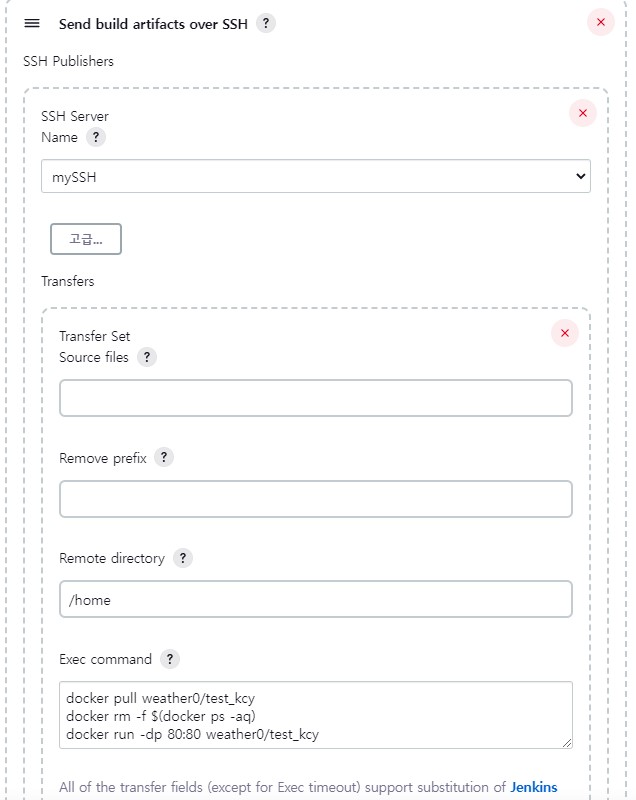 Send build artifacts over SSH ?
SSH Publishers
SSH Server
Name ?
mySSH
고급...
Transfers
Transfer Set
Source files ?
Remove prefix ?
Remote directory ?
/home
Exec command ?
docker pull weather0/test_kcy
docker rm -f $(docker ps -aq)
docker run -dp 80:80 weather0/test_kcy
All of the transfer fields (except for Exec timeout) support substitution of Jenkins